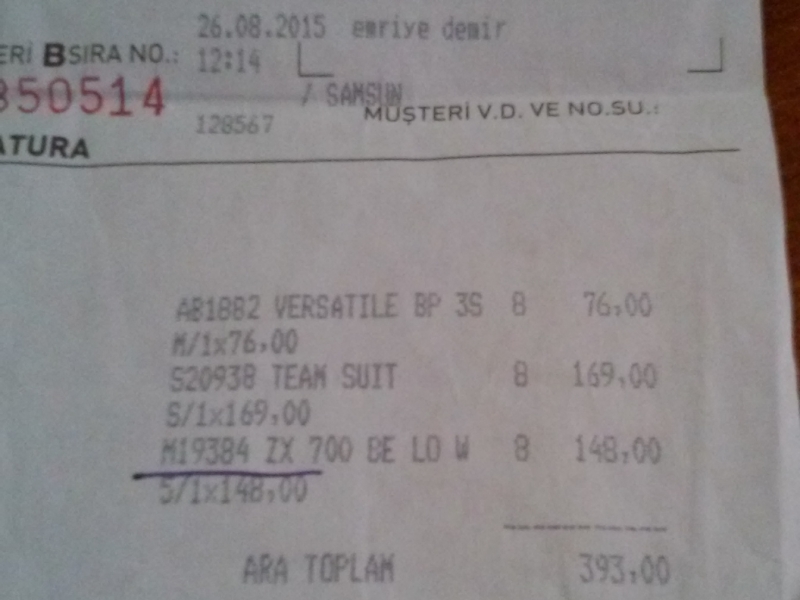 26.08.2015 emriye demir
ERİ BSIRA NO.: 12:14
350514 / SAMSUN
128567 MÜŞTERİ V.D. VE NO.SU.:
ATURA
AB1882 VERSATILE BP 3S 8 76,00
M/1x76,00
S20938 TEAM SUIT 8 169,00
S/1x169,00
M19384 ZX 700 BE LO W 8 148,00
S/1x148,00
ARA TOPLAM 393,00